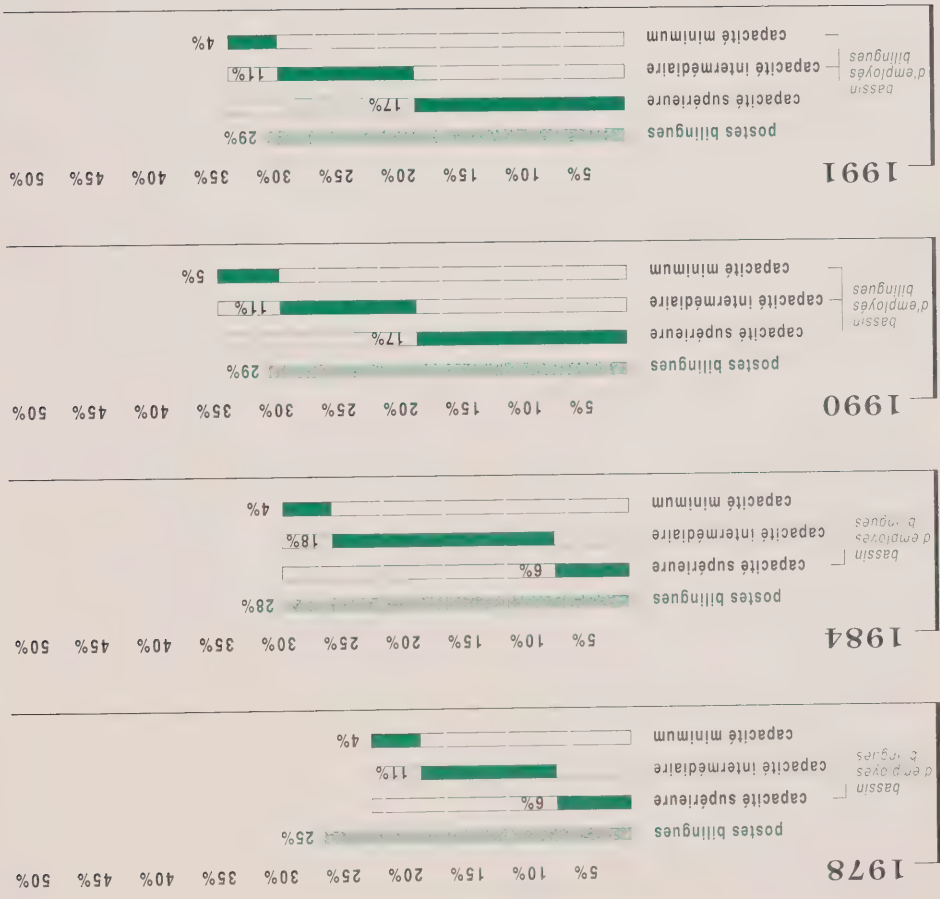 1978
5% 10% 15% 20% 25% 30% 35% 40% 45% 50%
postes bilingues 25%
bassin
d'employés
bilingues
capacité supérieure 6%
capacité intermédiaire 11%
capacité minimum 4%
1984
5% 10% 15% 20% 25% 30% 35% 40% 45% 50%
postes bilingues 28%
bassin
d'employés
bilingues
capacité supérieure 6%
capacité intermédiaire 18%
capacité minimum 4%
1990
5% 10% 15% 20% 25% 30% 35% 40% 45% 50%
postes bilingues 29%
bassin
d'employés
bilingues
capacité supérieure 17%
capacité intermédiaire 11%
capacité minimum 5%
1991
5% 10% 15% 20% 25% 30% 35% 40% 45% 50%
postes bilingues 29%
bassin
d'employés
bilingues
capacité supérieure 17%
capacité intermédiaire 11%
capacité minimum 4%